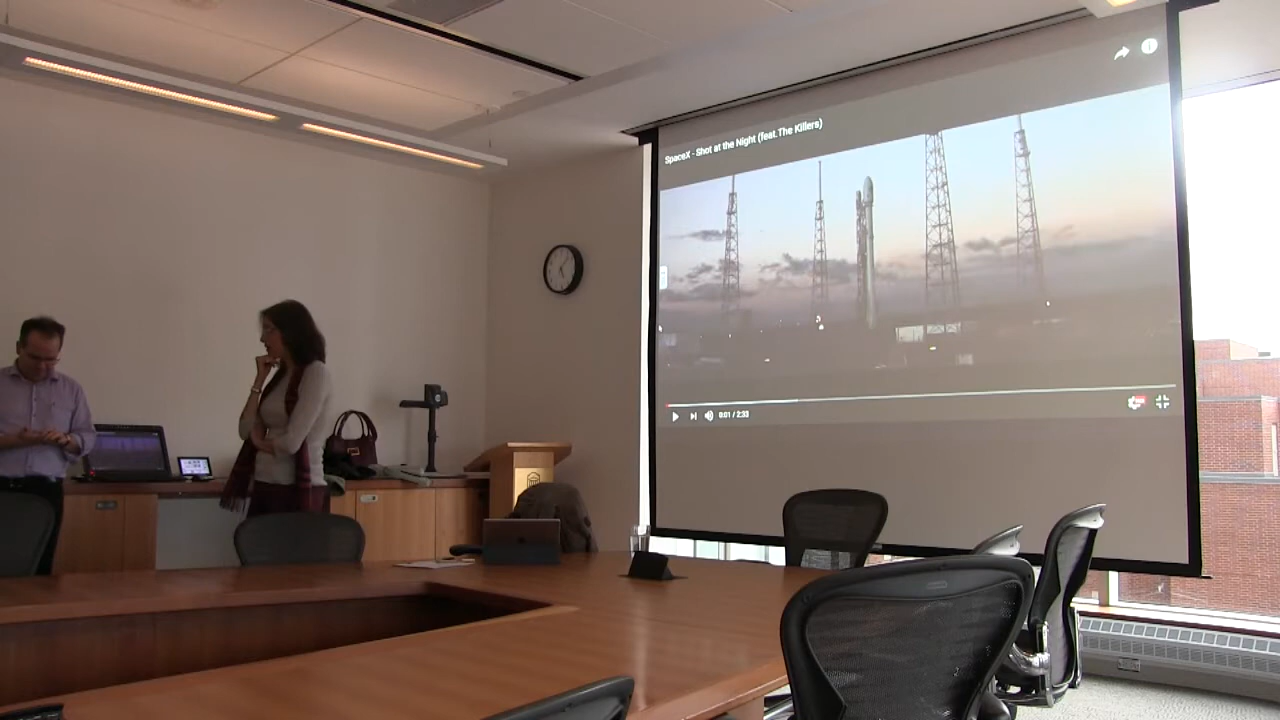 SpaceX - Shot at the Night (feat.The Killers)
0:01 / 2:33